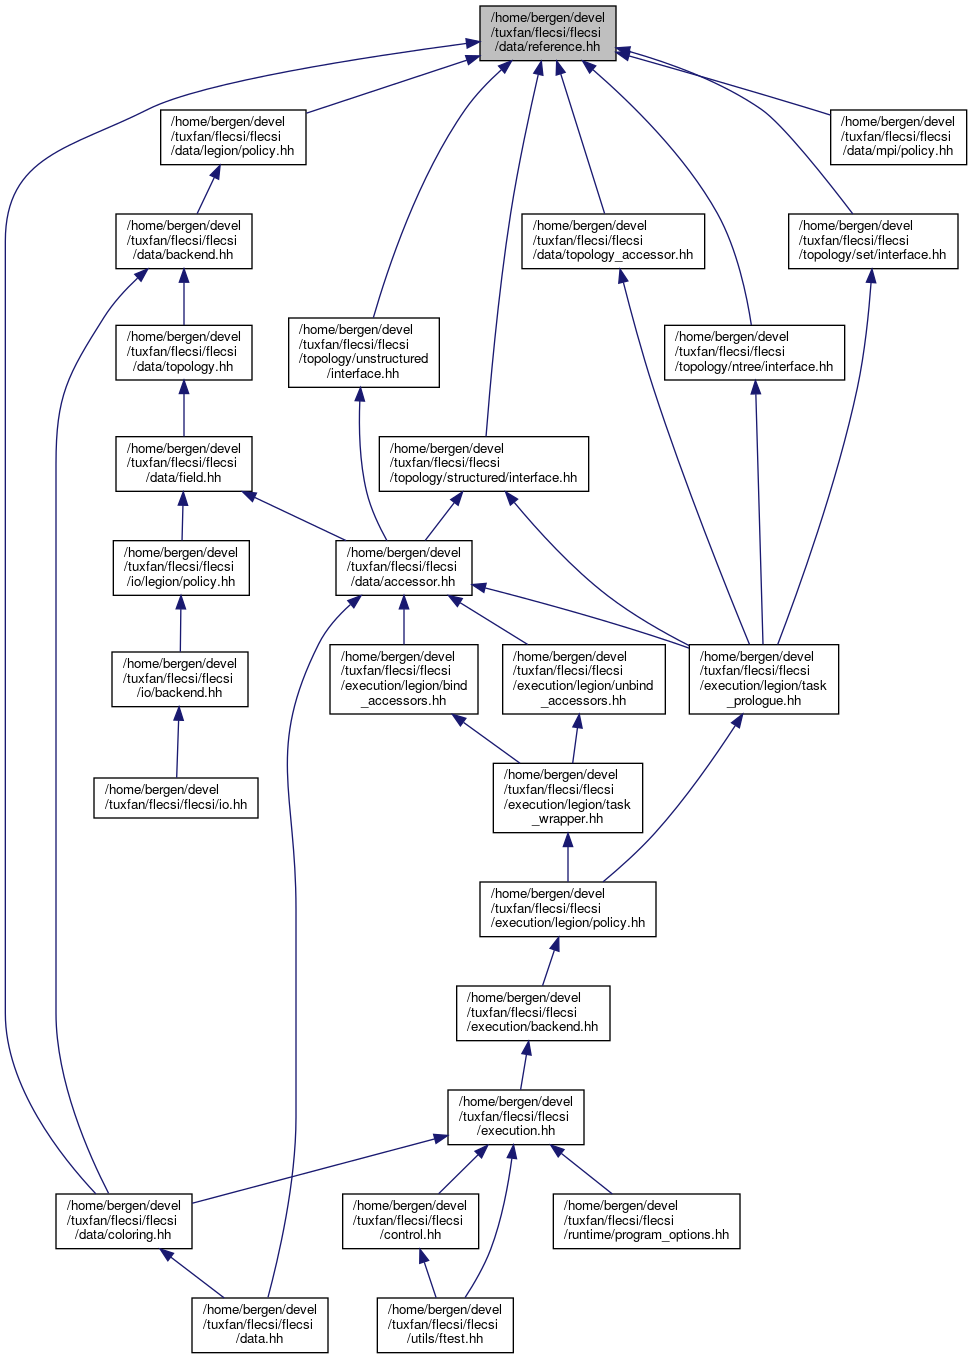 /home/bergen/devel
/tuxfan/flecsi/flecsi
/data/reference.hh
/home/bergen/devel
/tuxfan/flecsi/flecsi
/data/legion/policy.hh
/home/bergen/devel
/tuxfan/flecsi/flecsi
/data/mpi/policy.hh
/home/bergen/devel
/tuxfan/flecsi/flecsi
/data/backend.hh
/home/bergen/devel
/tuxfan/flecsi/flecsi
/data/topology_accessor.hh
/home/bergen/devel
/tuxfan/flecsi/flecsi
/topology/set/interface.hh
/home/bergen/devel
/tuxfan/flecsi/flecsi
/data/topology.hh
/home/bergen/devel
/tuxfan/flecsi/flecsi
/topology/unstructured
/interface.hh
/home/bergen/devel
/tuxfan/flecsi/flecsi
/topology/ntree/interface.hh
/home/bergen/devel
/tuxfan/flecsi/flecsi
/data/field.hh
/home/bergen/devel
/tuxfan/flecsi/flecsi
/topology/structured/interface.hh
/home/bergen/devel
/tuxfan/flecsi/flecsi
/io/legion/policy.hh
/home/bergen/devel
/tuxfan/flecsi/flecsi
/data/accessor.hh
/home/bergen/devel
/tuxfan/flecsi/flecsi
/io/backend.hh
/home/bergen/devel
/tuxfan/flecsi/flecsi
/execution/legion/bind
_accessors.hh
/home/bergen/devel
/tuxfan/flecsi/flecsi
/execution/legion/unbind
_accessors.hh
/home/bergen/devel
/tuxfan/flecsi/flecsi
/execution/legion/task
_prologue.hh
/home/bergen/devel
/tuxfan/flecsi/flecsi/io.hh
/home/bergen/devel
/tuxfan/flecsi/flecsi
/execution/legion/task
_wrapper.hh
/home/bergen/devel
/tuxfan/flecsi/flecsi
/execution/legion/policy.hh
/home/bergen/devel
/tuxfan/flecsi/flecsi
/execution/backend.hh
/home/bergen/devel
/tuxfan/flecsi/flecsi
/execution.hh
/home/bergen/devel
/tuxfan/flecsi/flecsi
/data/coloring.hh
/home/bergen/devel
/tuxfan/flecsi/flecsi
/control.hh
/home/bergen/devel
/tuxfan/flecsi/flecsi
/runtime/program_options.hh
/home/bergen/devel
/tuxfan/flecsi/flecsi
/data.hh
/home/bergen/devel
/tuxfan/flecsi/flecsi
/utils/ftest.hh